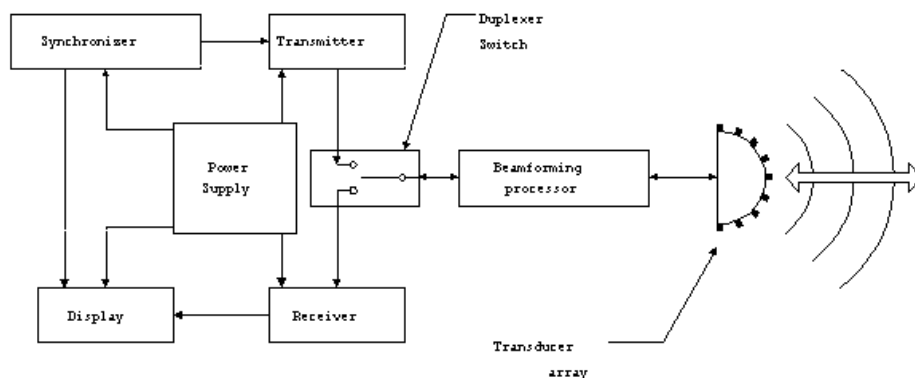 Synchronizer
Transmitter
Duplexer
Switch
Power
Supply
Beamforming
processor
Display
Receiver
Transducer
array